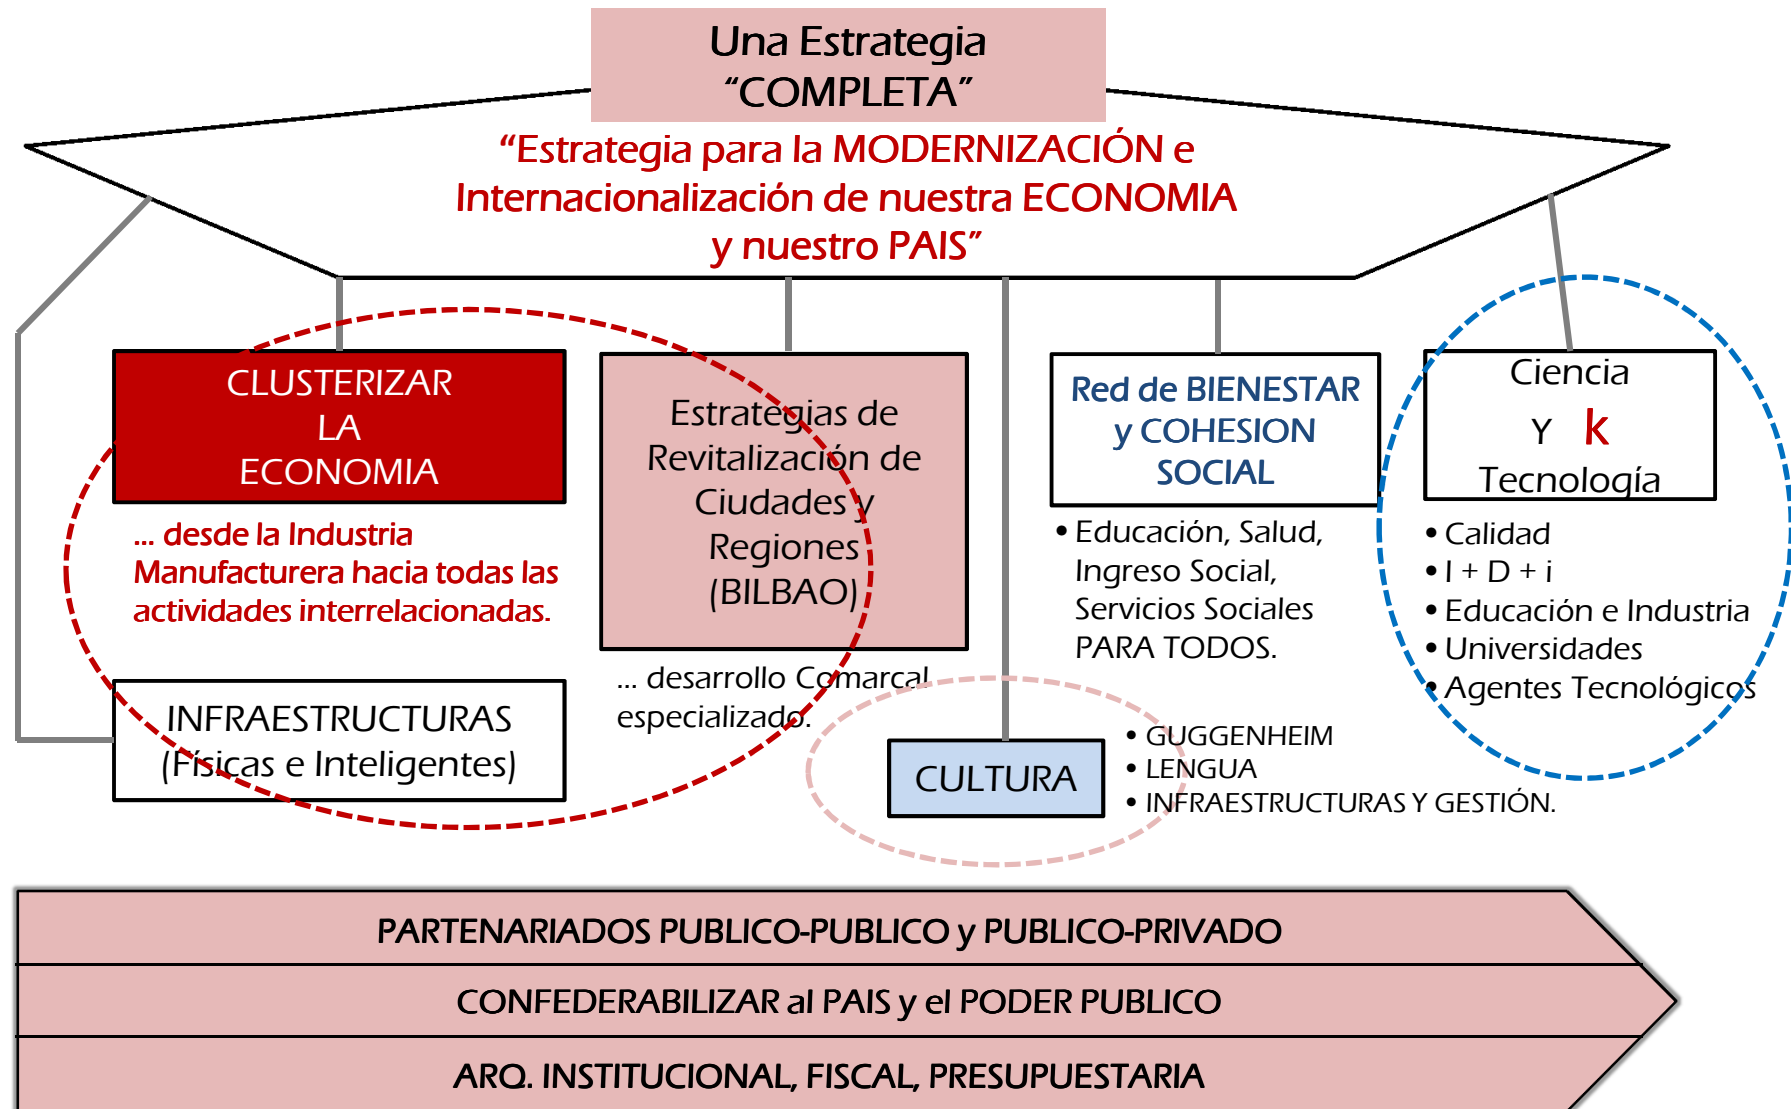 Una Estrategia
“COMPLETA”
“Estrategia para la MODERNIZACIÓN e
Internacionalización de nuestra ECONOMIA
y nuestro PAIS”
CLUSTERIZAR
LA
ECONOMIA
... desde la Industria
Manufacturera hacia todas las
actividades interrelacionadas.
INFRAESTRUCTURAS
(Físicas e Inteligentes)
Estrategias de
Revitalización de
Ciudades y
Regiones
(BILBAO)
... desarrollo Comarcal
especializado.
CULTURA
• GUGGENHEIM
• LENGUA
• INFRAESTRUCTURAS Y GESTIÓN.
Red de BIENESTAR
y COHESION
SOCIAL
• Educación, Salud,
Ingreso Social,
Servicios Sociales
PARA TODOS.
Ciencia
Y k
Tecnología
• Calidad
• I + D + i
• Educación e Industria
• Universidades
• Agentes Tecnológicos
PARTENARIADOS PUBLICO-PUBLICO y PUBLICO-PRIVADO
CONFEDERABILIZAR al PAIS y el PODER PUBLICO
ARQ. INSTITUCIONAL, FISCAL, PRESUPUESTARIA